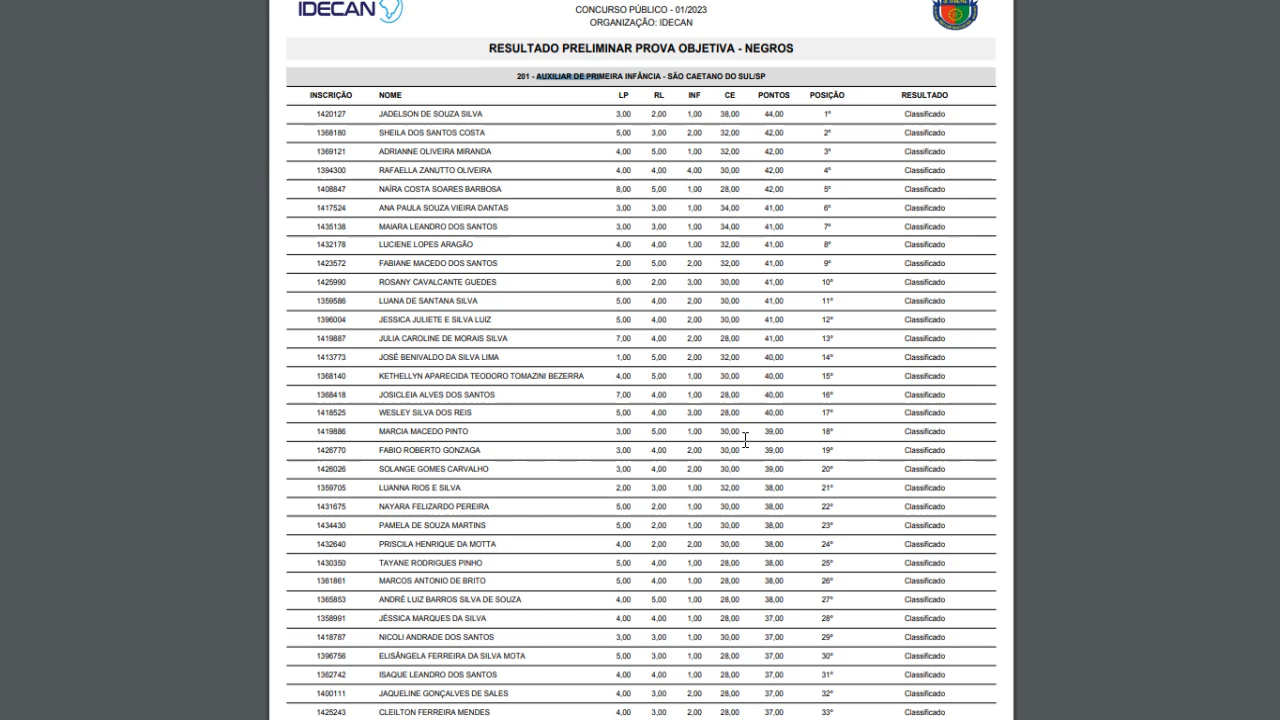 IDECAN
CONCURSO PÚBLICO - 01/2023
ORGANIZAÇÃO: IDECAN
RESULTADO PRELIMINAR PROVA OBJETIVA - NEGROS
201 - AUXILIAR DE PRIMEIRA INFÂNCIA - SÃO CAETANO DO SUL/SP
INSCRIÇÃO NOME LP RL INF CE PONTOS POSIÇÃO RESULTADO
1420127 JADELSON DE SOUZA SILVA 3,00 2,00 1,00 38,00 44,00 1º Classificado
1368180 SHEILA DOS SANTOS COSTA 5,00 3,00 2,00 32,00 42,00 2º Classificado
1369121 ADRIANNE OLIVEIRA MIRANDA 4,00 5,00 1,00 32,00 42,00 3º Classificado
1394300 RAFAELLA ZANUTTO OLIVEIRA 4,00 4,00 4,00 30,00 42,00 4º Classificado
1408847 NAÍRA COSTA SOARES BARBOSA 8,00 5,00 1,00 28,00 42,00 5º Classificado
1417524 ANA PAULA SOUZA VIEIRA DANTAS 3,00 3,00 1,00 34,00 41,00 6º Classificado
1435138 MAIARA LEANDRO DOS SANTOS 3,00 3,00 1,00 34,00 41,00 7º Classificado
1432178 LUCIENE LOPES ARAGÃO 4,00 4,00 1,00 32,00 41,00 8º Classificado
1423572 FABIANE MACEDO DOS SANTOS 2,00 5,00 2,00 32,00 41,00 9º Classificado
1425990 ROSANY CAVALCANTE GUEDES 6,00 2,00 3,00 30,00 41,00 10º Classificado
1359586 LUANA DE SANTANA SILVA 5,00 4,00 2,00 30,00 41,00 11º Classificado
1396004 JESSICA JULIETE E SILVA LUIZ 5,00 4,00 2,00 30,00 41,00 12º Classificado
1419887 JULIA CAROLINE DE MORAIS SILVA 7,00 4,00 2,00 28,00 41,00 13º Classificado
1413773 JOSÉ BENIVALDO DA SILVA LIMA 1,00 5,00 2,00 32,00 40,00 14º Classificado
1368140 KETHELLYN APARECIDA TEODORO TOMAZINI BEZERRA 4,00 5,00 1,00 30,00 40,00 15º Classificado
1368418 JOSICLEIA ALVES DOS SANTOS 7,00 4,00 1,00 28,00 40,00 16º Classificado
1418525 WESLEY SILVA DOS REIS 5,00 4,00 3,00 28,00 40,00 17º Classificado
1419886 MARCIA MACEDO PINTO 3,00 5,00 1,00 30,00 39,00 18º Classificado
1426770 FABIO ROBERTO GONZAGA 3,00 4,00 2,00 30,00 39,00 19º Classificado
1426026 SOLANGE GOMES CARVALHO 3,00 4,00 2,00 30,00 39,00 20º Classificado
1359705 LUANNA RIOS E SILVA 2,00 3,00 1,00 32,00 38,00 21º Classificado
1431675 NAYARA FELIZARDO PEREIRA 5,00 2,00 1,00 30,00 38,00 22º Classificado
1434430 PAMELA DE SOUZA MARTINS 5,00 2,00 1,00 30,00 38,00 23º Classificado
1432640 PRISCILA HENRIQUE DA MOTTA 4,00 2,00 2,00 30,00 38,00 24º Classificado
1430350 TAYANE RODRIGUES PINHO 5,00 4,00 1,00 28,00 38,00 25º Classificado
1361861 MARCOS ANTONIO DE BRITO 5,00 4,00 1,00 28,00 38,00 26º Classificado
1365853 ANDRÉ LUIZ BARROS SILVA DE SOUZA 4,00 5,00 1,00 28,00 38,00 27º Classificado
1358991 JÉSSICA MARQUES DA SILVA 4,00 4,00 1,00 28,00 37,00 28º Classificado
1418787 NICOLI ANDRADE DOS SANTOS 3,00 3,00 1,00 30,00 37,00 29º Classificado
1396756 ELISÂNGELA FERREIRA DA SILVA MOTA 5,00 3,00 1,00 28,00 37,00 30º Classificado
1362742 ISAQUE LEANDRO DOS SANTOS 4,00 4,00 1,00 28,00 37,00 31º Classificado
1400111 JAQUELINE GONÇALVES DE SALES 4,00 3,00 2,00 28,00 37,00 32º Classificado
1425243 CLEILTON FERREIRA MENDES 4,00 3,00 2,00 28,00 37,00 33º Classificado